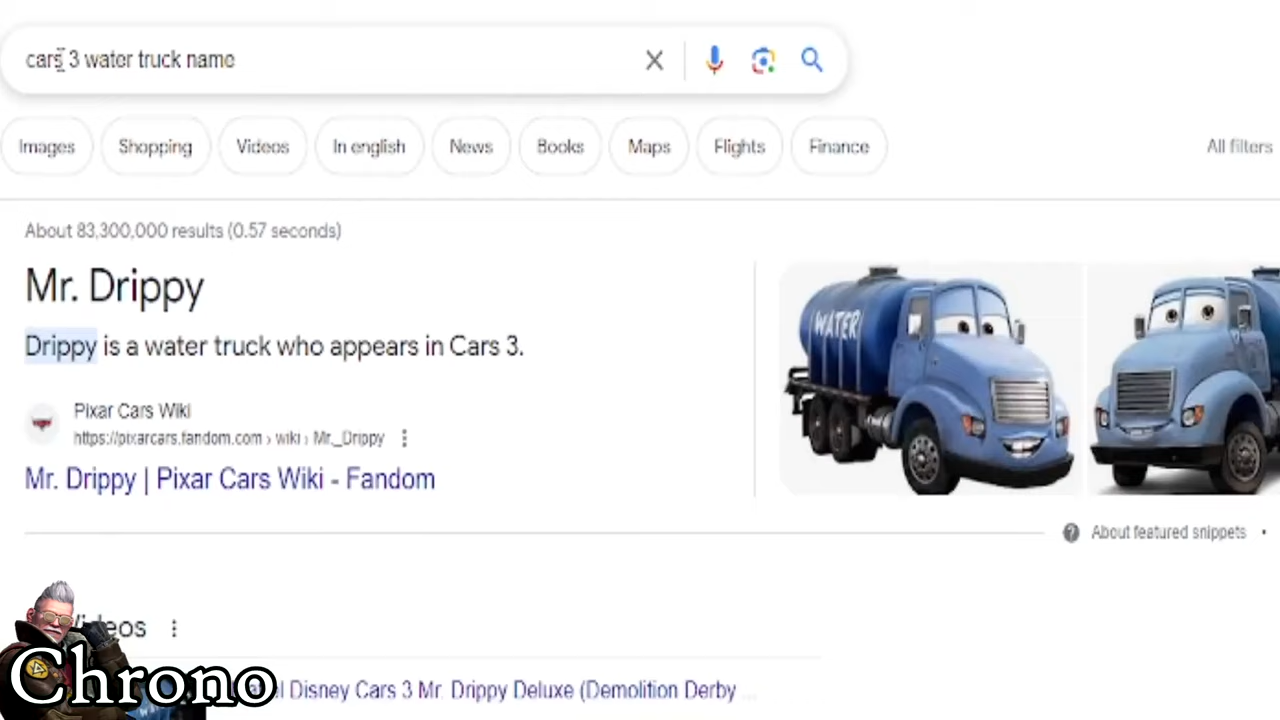 cars 3 water truck name
Images Shopping Videos In english News Books Maps Flights Finance All filters
About 83,300,000 results (0.57 seconds)
Mr. Drippy
WATER
Drippy is a water truck who appears in Cars 3.
Pixar Cars Wiki
https://pixarcars.fandom.com › wiki › Mr._Drippy
Mr. Drippy | Pixar Cars Wiki - Fandom
About featured snippets
Videos
Chrono
Disney Cars 3 Mr. Drippy Deluxe (Demolition Derby ...